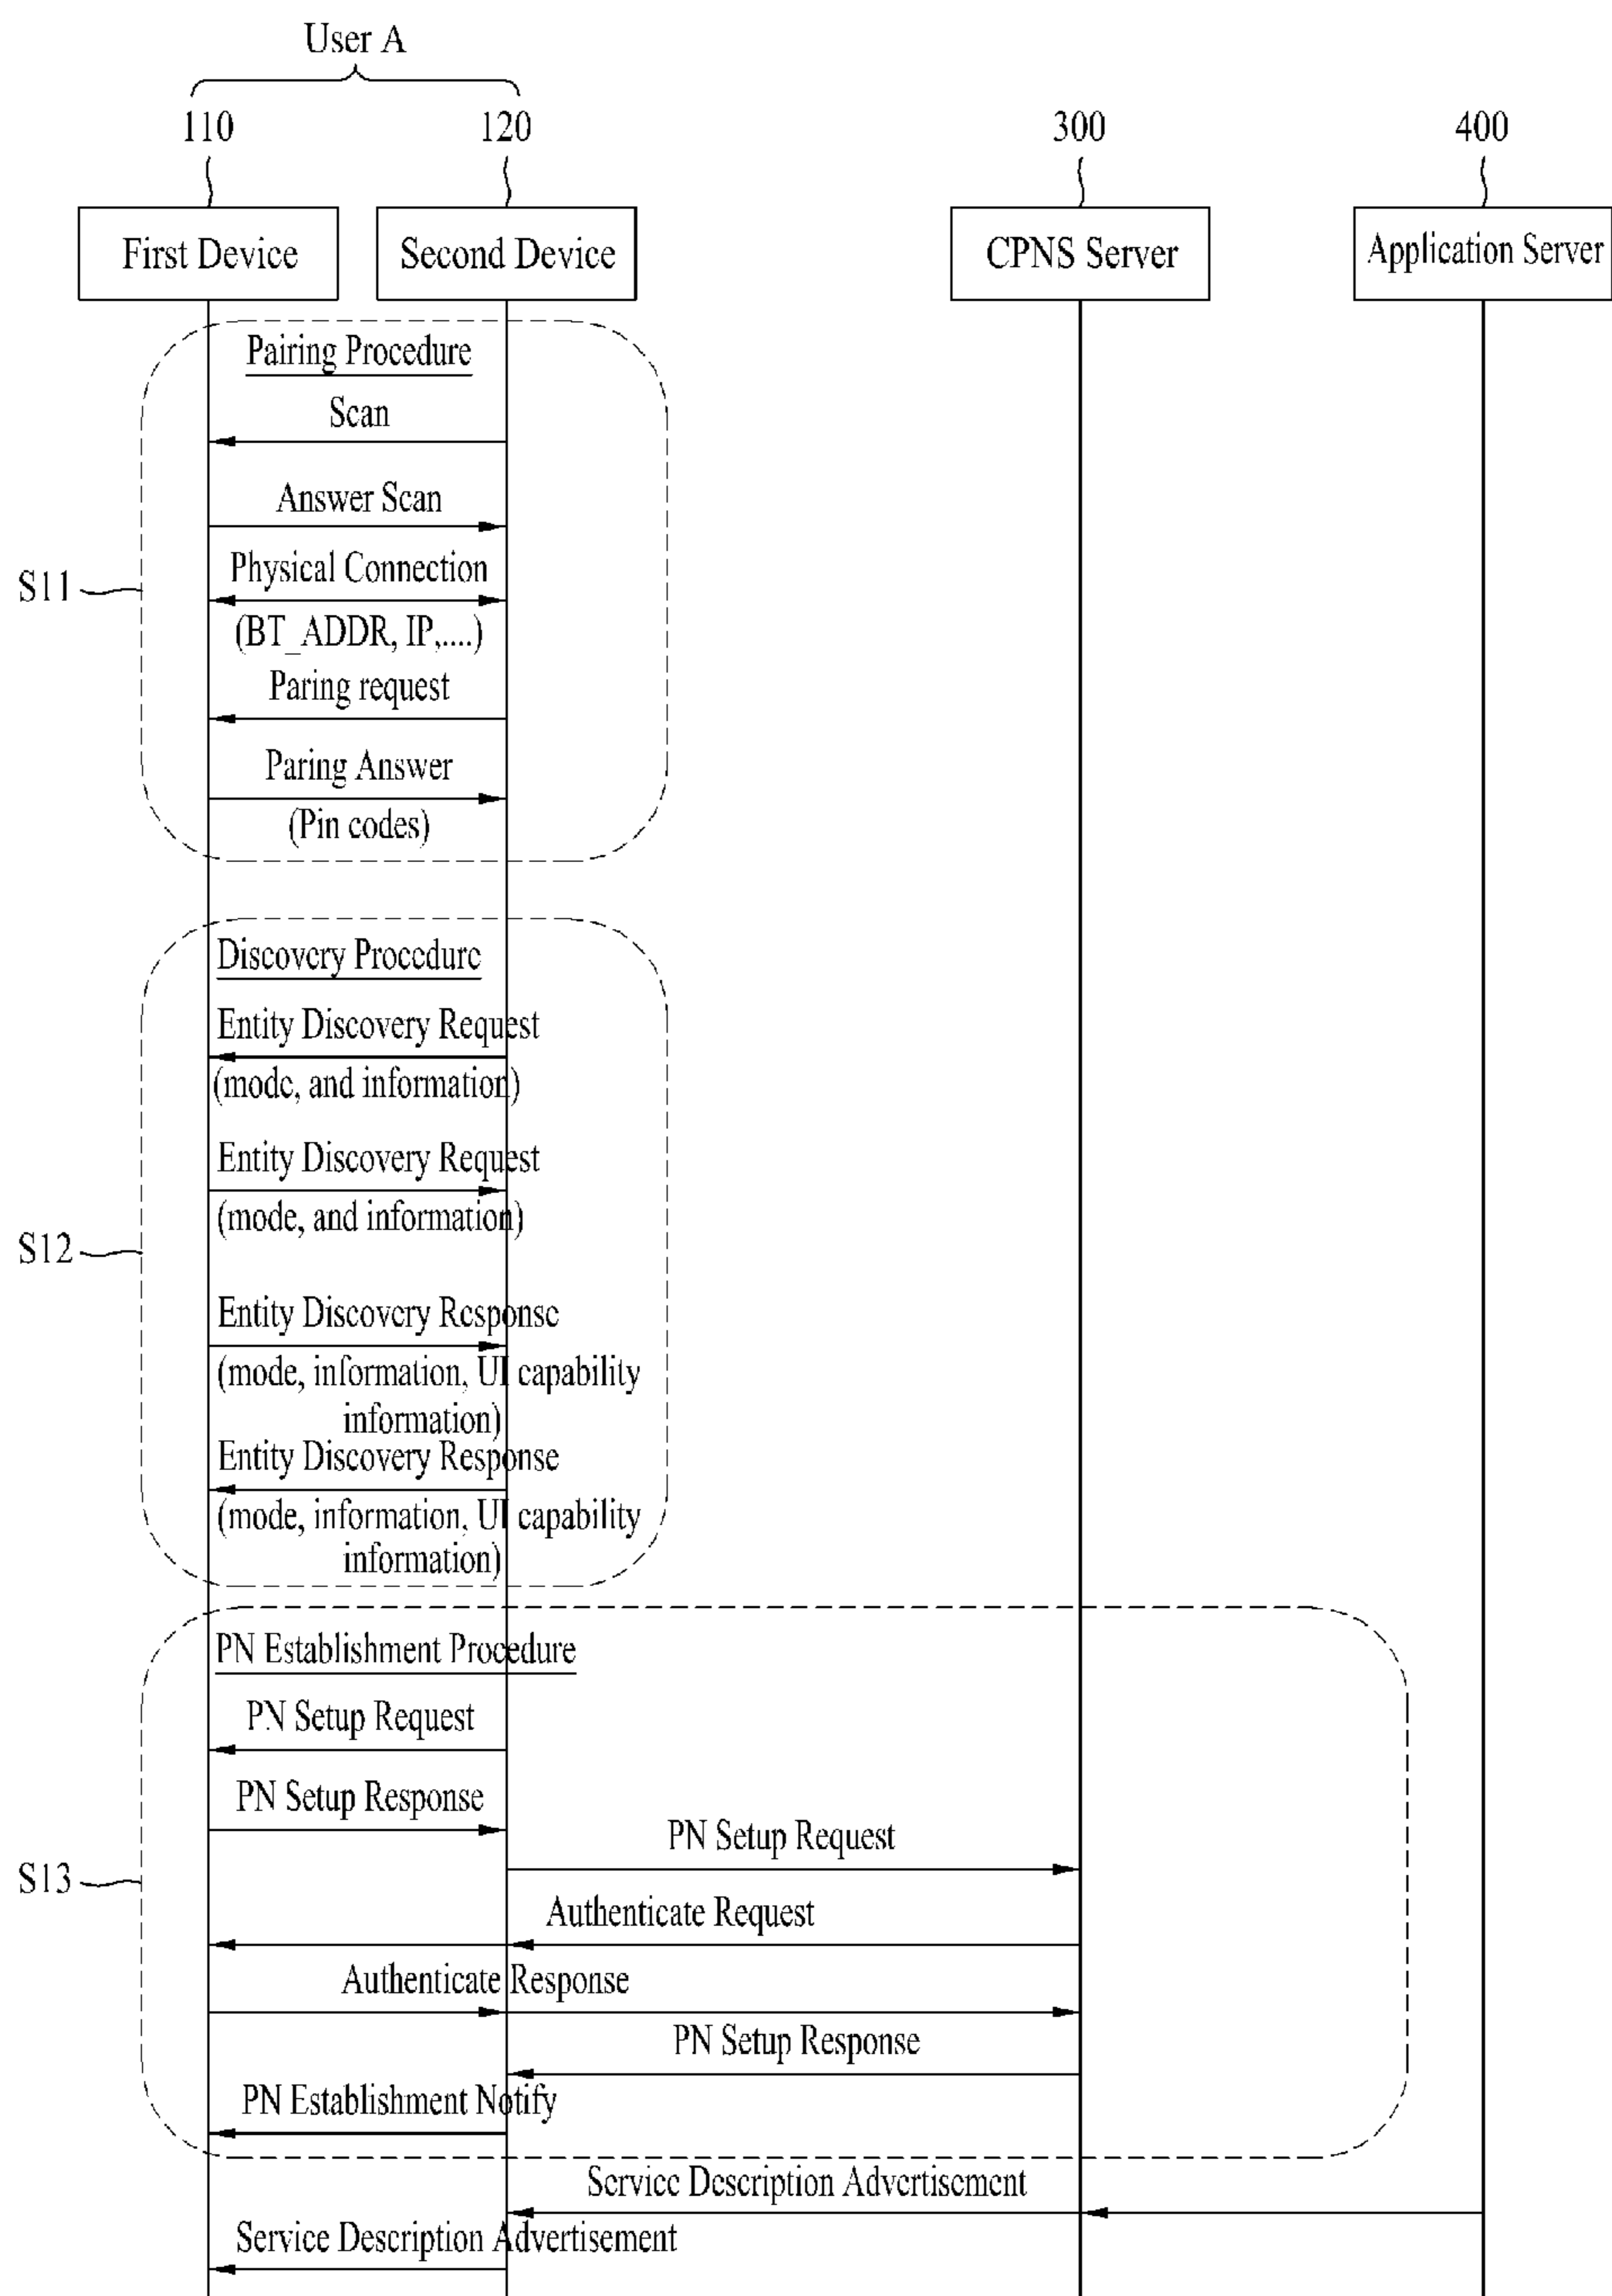 User A
110
120
300
400
First Device
Second Device
CPNS Server
Application Server
Pairing Procedure
Scan
Answer Scan
Physical Connection
(BT_ADDR, IP,....)
S11
Paring request
Paring Answer
(Pin codes)
Discovery Procedure
Entity Discovery Request
(mode, and information)
Entity Discovery Request
(mode, and information)
S12
Entity Discovery Response
(mode, information, UI capability
information)
Entity Discovery Response
(mode, information, UI capability
information)
PN Establishment Procedure
PN Setup Request
PN Setup Response
PN Setup Request
S13
Authenticate Request
Authenticate Response
PN Setup Response
PN Establishment Notify
Service Description Advertisement
Service Description Advertisement